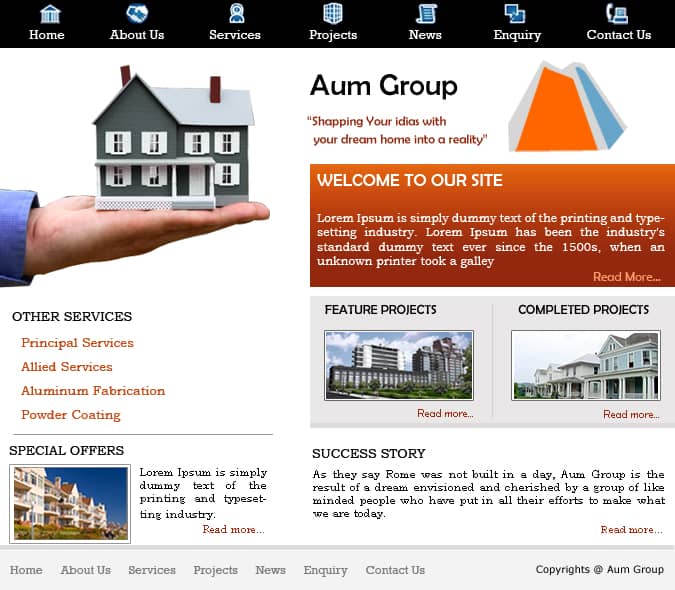 Home About Us Services Projects News Enquiry Contact Us
Aum Group
"Shapping Your idias with
your dream home into a reality"
WELCOME TO OUR SITE
Lorem Ipsum is simply dummy text of the printing and type-
setting industry. Lorem Ipsum has been the industry's
standard dummy text ever since the 1500s, when an
unknown printer took a galley
Read More...
OTHER SERVICES
Principal Services
Allied Services
Aluminum Fabrication
Powder Coating
FEATURE PROJECTS
Read more...
COMPLETED PROJECTS
Read more...
SPECIAL OFFERS
Lorem Ipsum is simply
dummy text of the
printing and typeset-
ting industry.
Read more...
SUCCESS STORY
As they say Rome was not built in a day, Aum Group is the
result of a dream envisioned and cherished by a group of like
minded people who have put in all their efforts to make what
we are today.
Read more...
Home About Us Services Projects News Enquiry Contact Us
Copyrights @ Aum Group